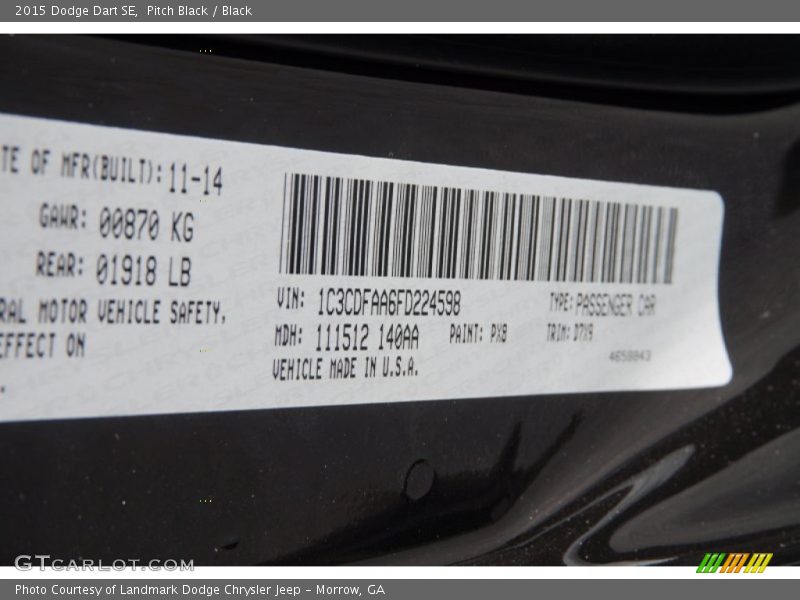 2015 Dodge Dart SE, Pitch Black / Black
TE OF MFR(BUILT): 11-14
GAWR: 00870 KG
REAR: 01918 LB
RAL MOTOR VEHICLE SAFETY,
EFFECT ON
VIN: 1C3CDFAA6FD224598 TYPE: PASSENGER CAR
MDH: 111512 140AA PAINT: PX8 TRIM: D7X9
VEHICLE MADE IN U.S.A. 4658043
GTCARLOT.COM
Photo Courtesy of Landmark Dodge Chrysler Jeep - Morrow, GA